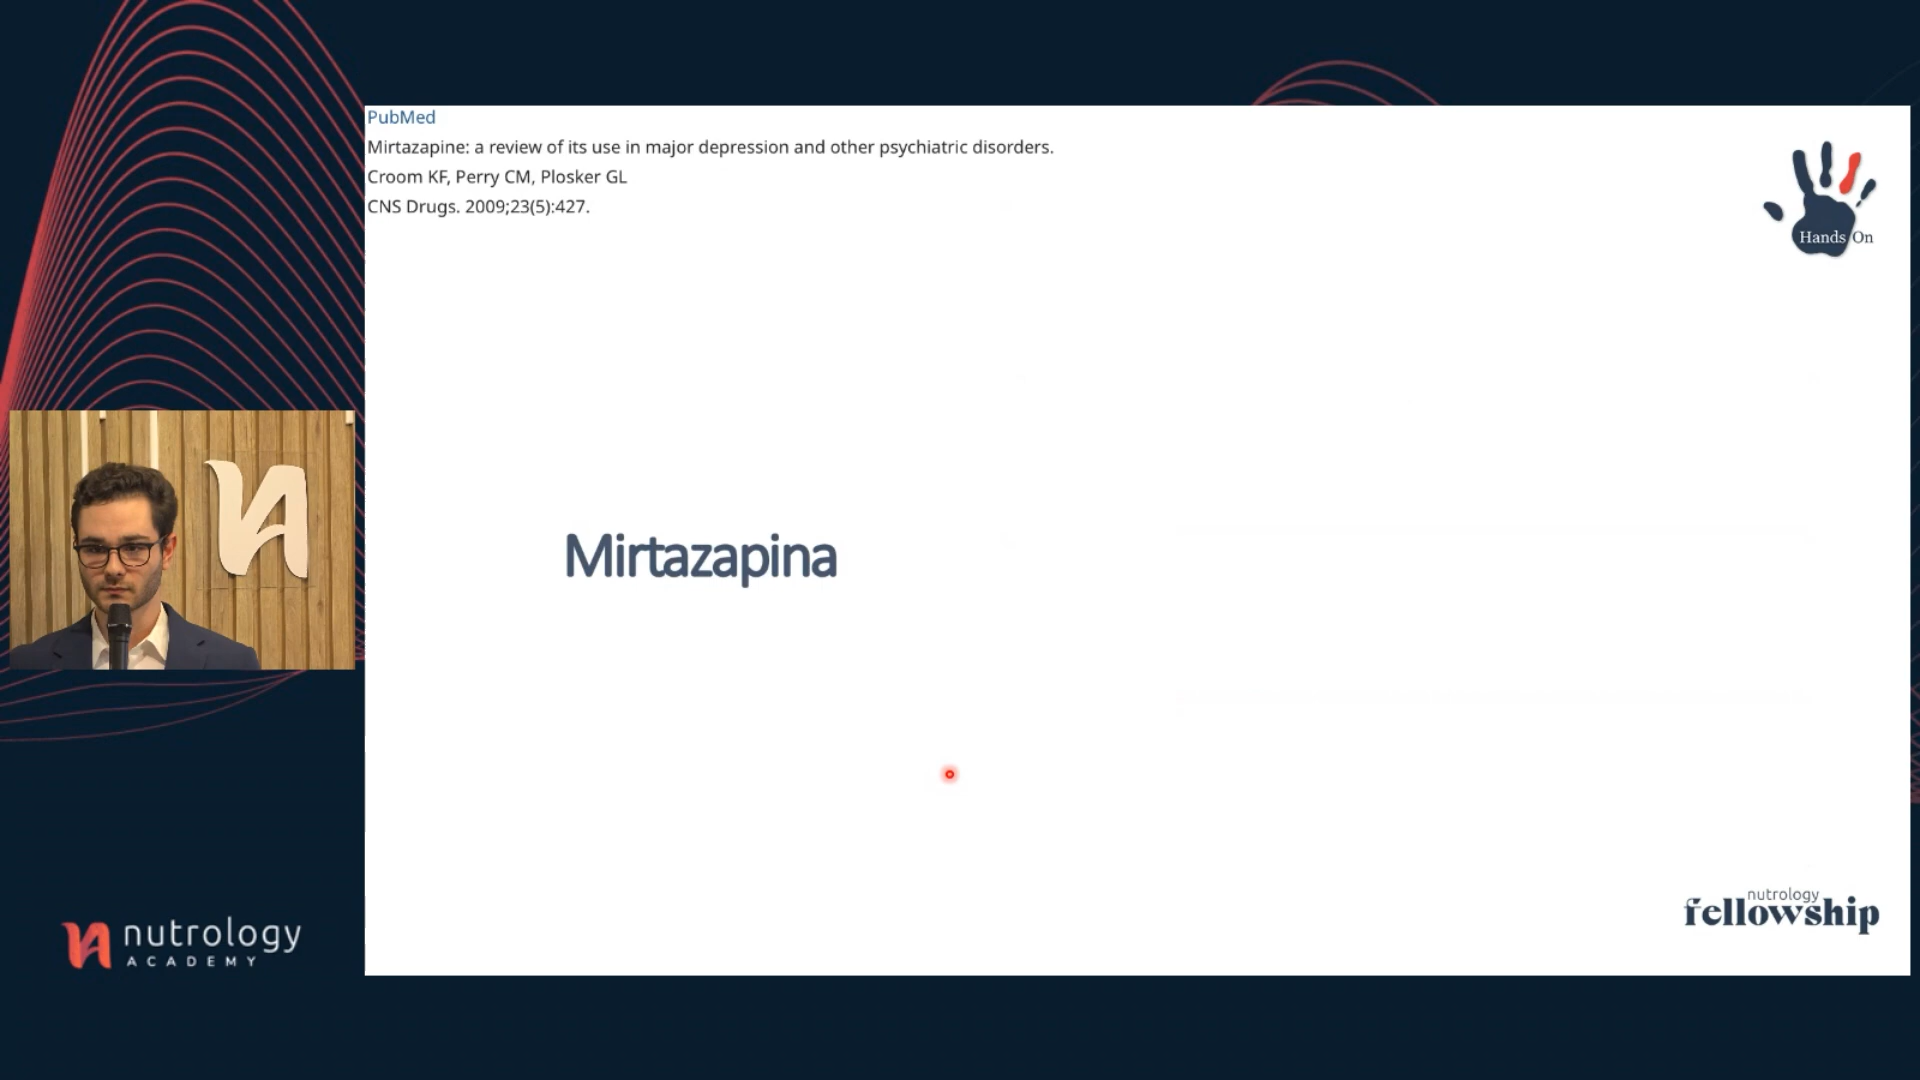 PubMed
Mirtazapine: a review of its use in major depression and other psychiatric disorders.
Croom KF, Perry CM, Plosker GL
CNS Drugs. 2009;23(5):427.
Hands On
Mirtazapina
nutrology
fellowship
nutrology
ACADEMY